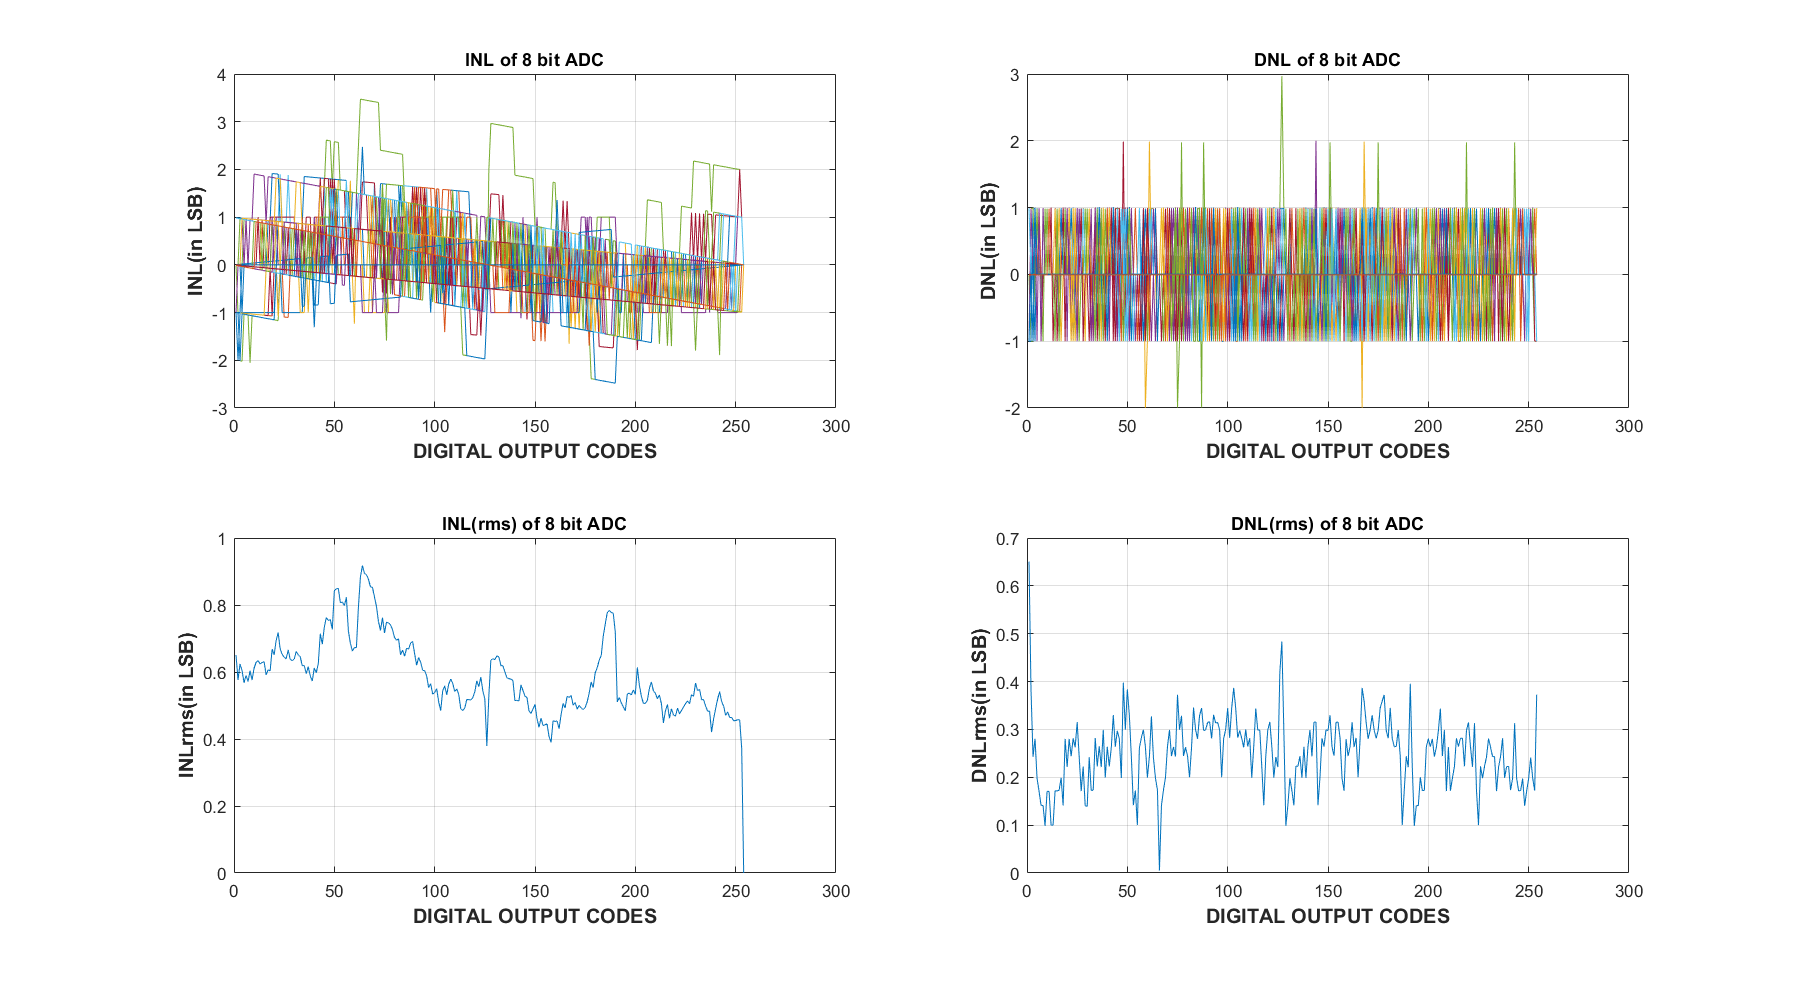 INL of 8 bit ADC
INL(in LSB)
4
3
2
1
0
-1
-2
-3
0 50 100 150 200 250 300
DIGITAL OUTPUT CODES
DNL of 8 bit ADC
DNL(in LSB)
3
2
1
0
-1
-2
0 50 100 150 200 250 300
DIGITAL OUTPUT CODES
INL(rms) of 8 bit ADC
INLrms(in LSB)
1
0.8
0.6
0.4
0.2
0
0 50 100 150 200 250 300
DIGITAL OUTPUT CODES
DNL(rms) of 8 bit ADC
DNLrms(in LSB)
0.7
0.6
0.5
0.4
0.3
0.2
0.1
0
0 50 100 150 200 250 300
DIGITAL OUTPUT CODES